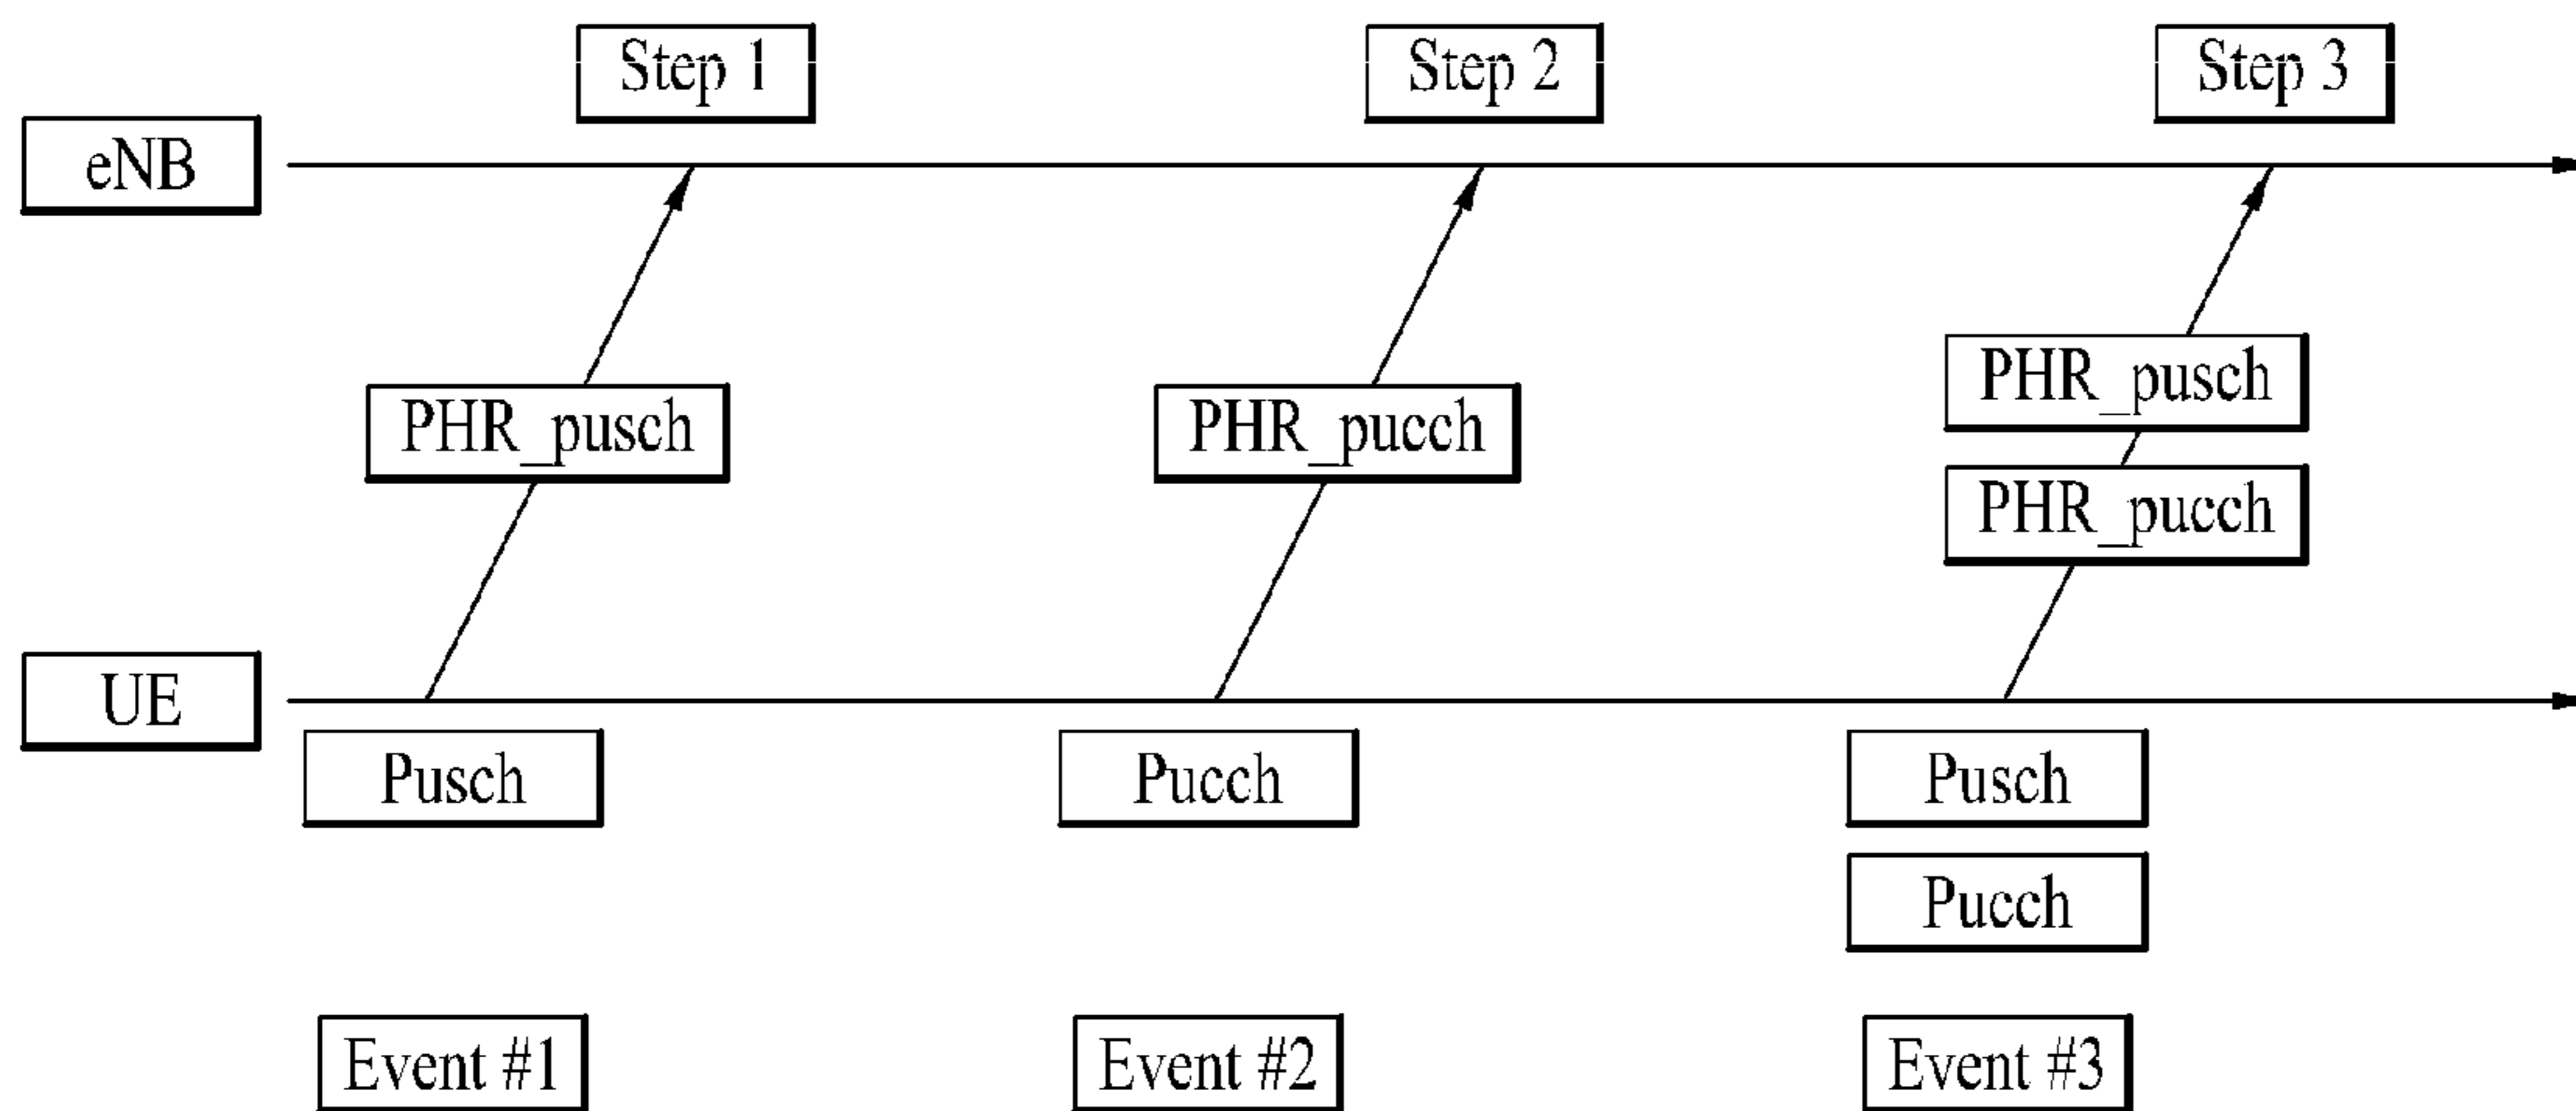 Step 1
Step 2
Step 3
eNB
PHR_pusch
PHR_pucch
PHR_pusch
PHR_pucch
UE
Pusch
Pucch
Pusch
Pucch
Event #1
Event #2
Event #3